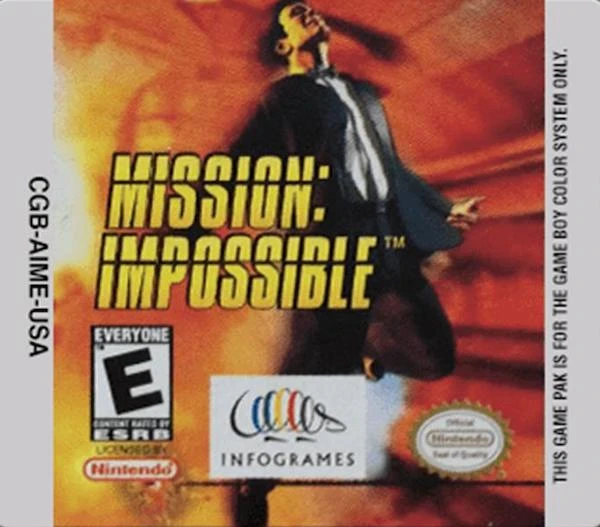 CGB-AIME-USA
MISSION:
IMPOSSIBLE™
EVERYONE
E
CONTENT RATED BY
ESRB
LICENSED BY
Nintendo
INFOGRAMES
Official
Nintendo
Seal of Quality
THIS GAME PAK IS FOR THE GAME BOY COLOR SYSTEM ONLY.